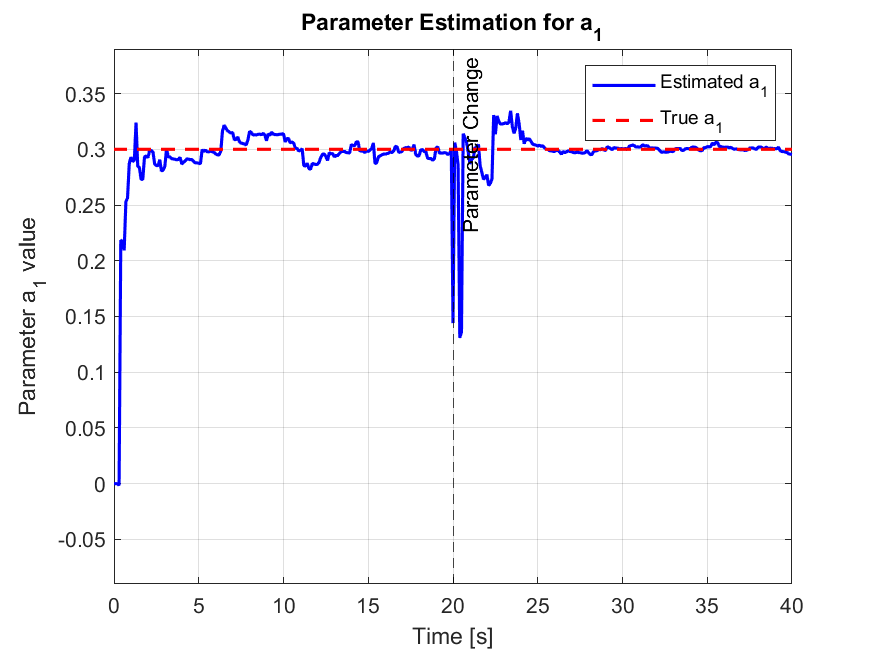 Parameter Estimation for a₁
Estimated a₁
True a₁
Parameter Change
Parameter a₁ value
0.35
0.3
0.25
0.2
0.15
0.1
0.05
0
-0.05
0 5 10 15 20 25 30 35 40
Time [s]